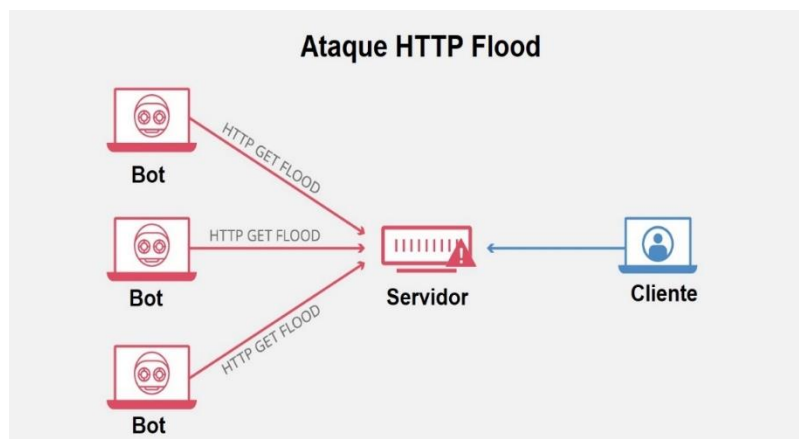 Ataque HTTP Flood
HTTP GET FLOOD
Bot
HTTP GET FLOOD
Bot
Servidor
Cliente
HTTP GET FLOOD
Bot